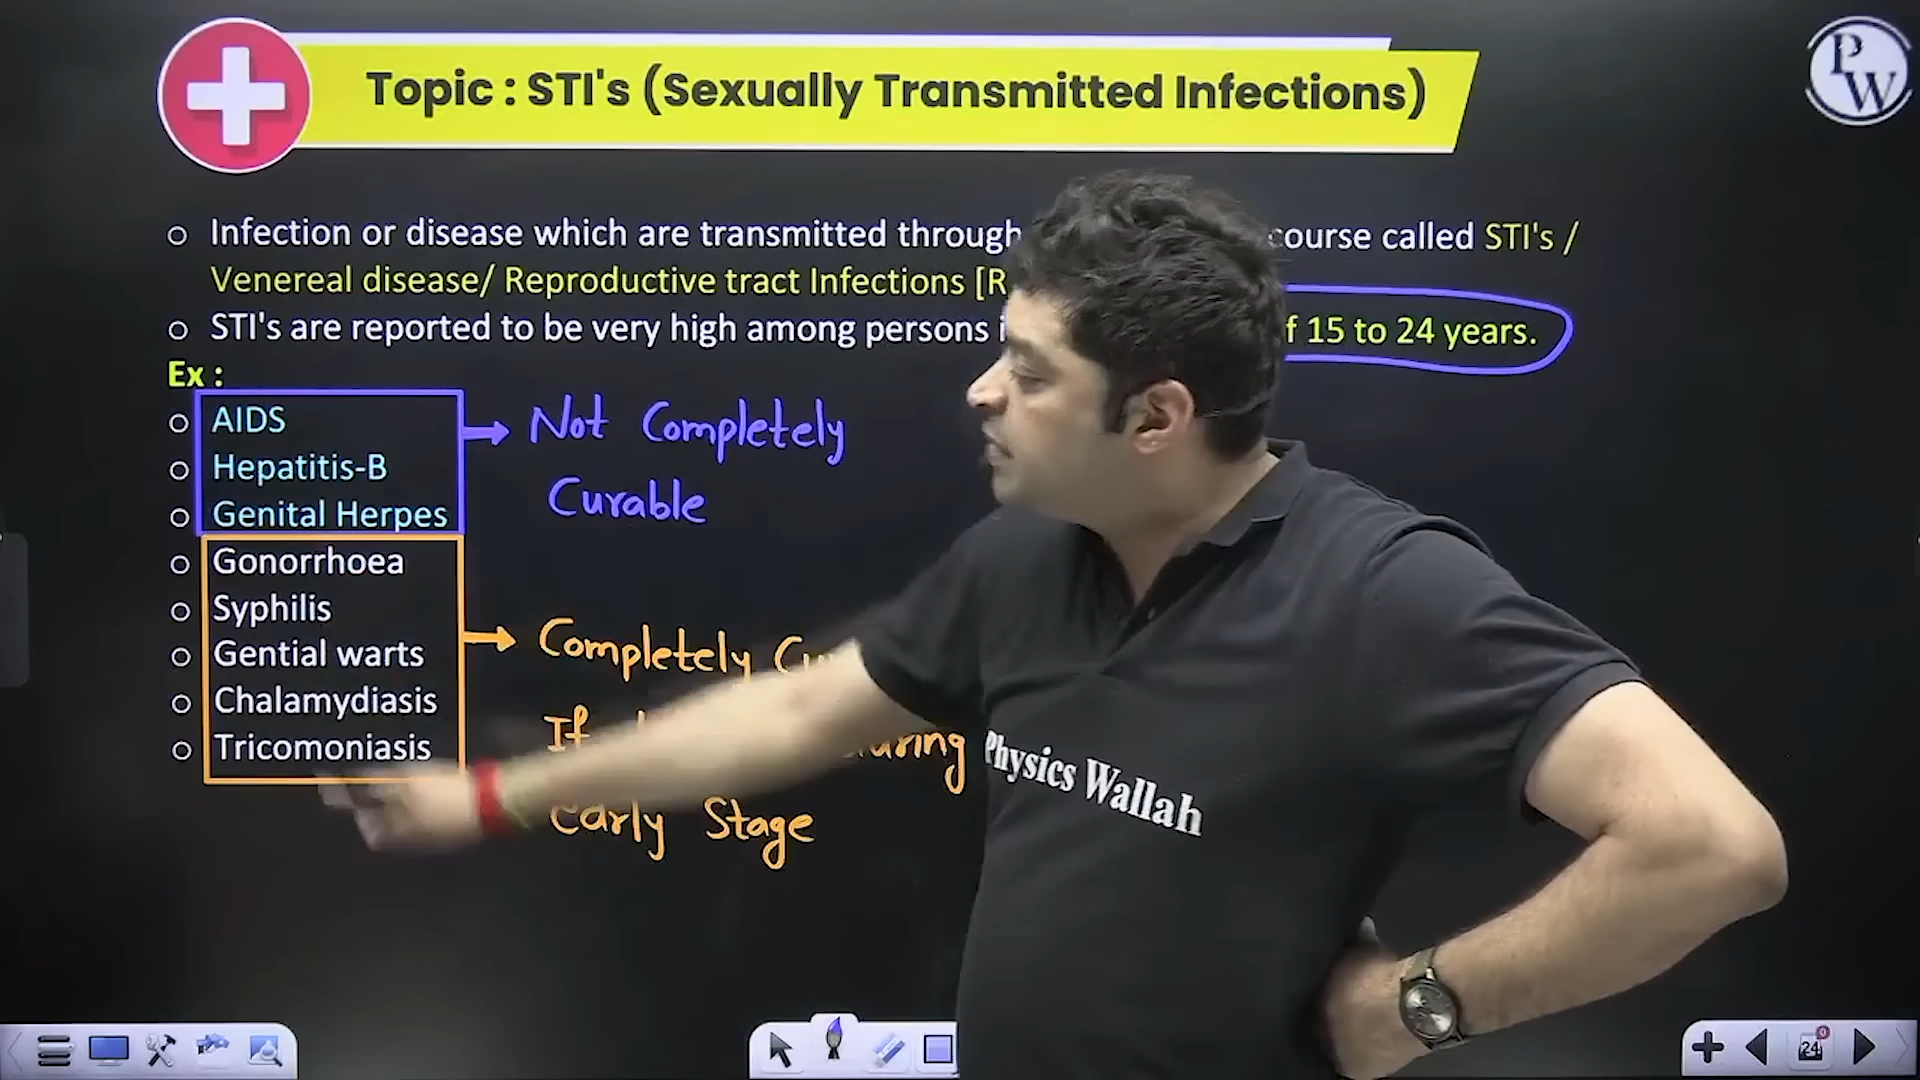 Topic : STI's (Sexually Transmitted Infections)
P
W
Infection or disease which are transmitted through course called STI's /
Venereal disease/ Reproductive tract Infections [R
STI's are reported to be very high among persons f 15 to 24 years.
Ex :
AIDS
Hepatitis-B
Genital Herpes
Not Completely
Curable
Gonorrhoea
Syphilis
Gential warts
Chalamydiasis
Tricomoniasis
Completely
If
Early Stage
Physics Wallah
24
0